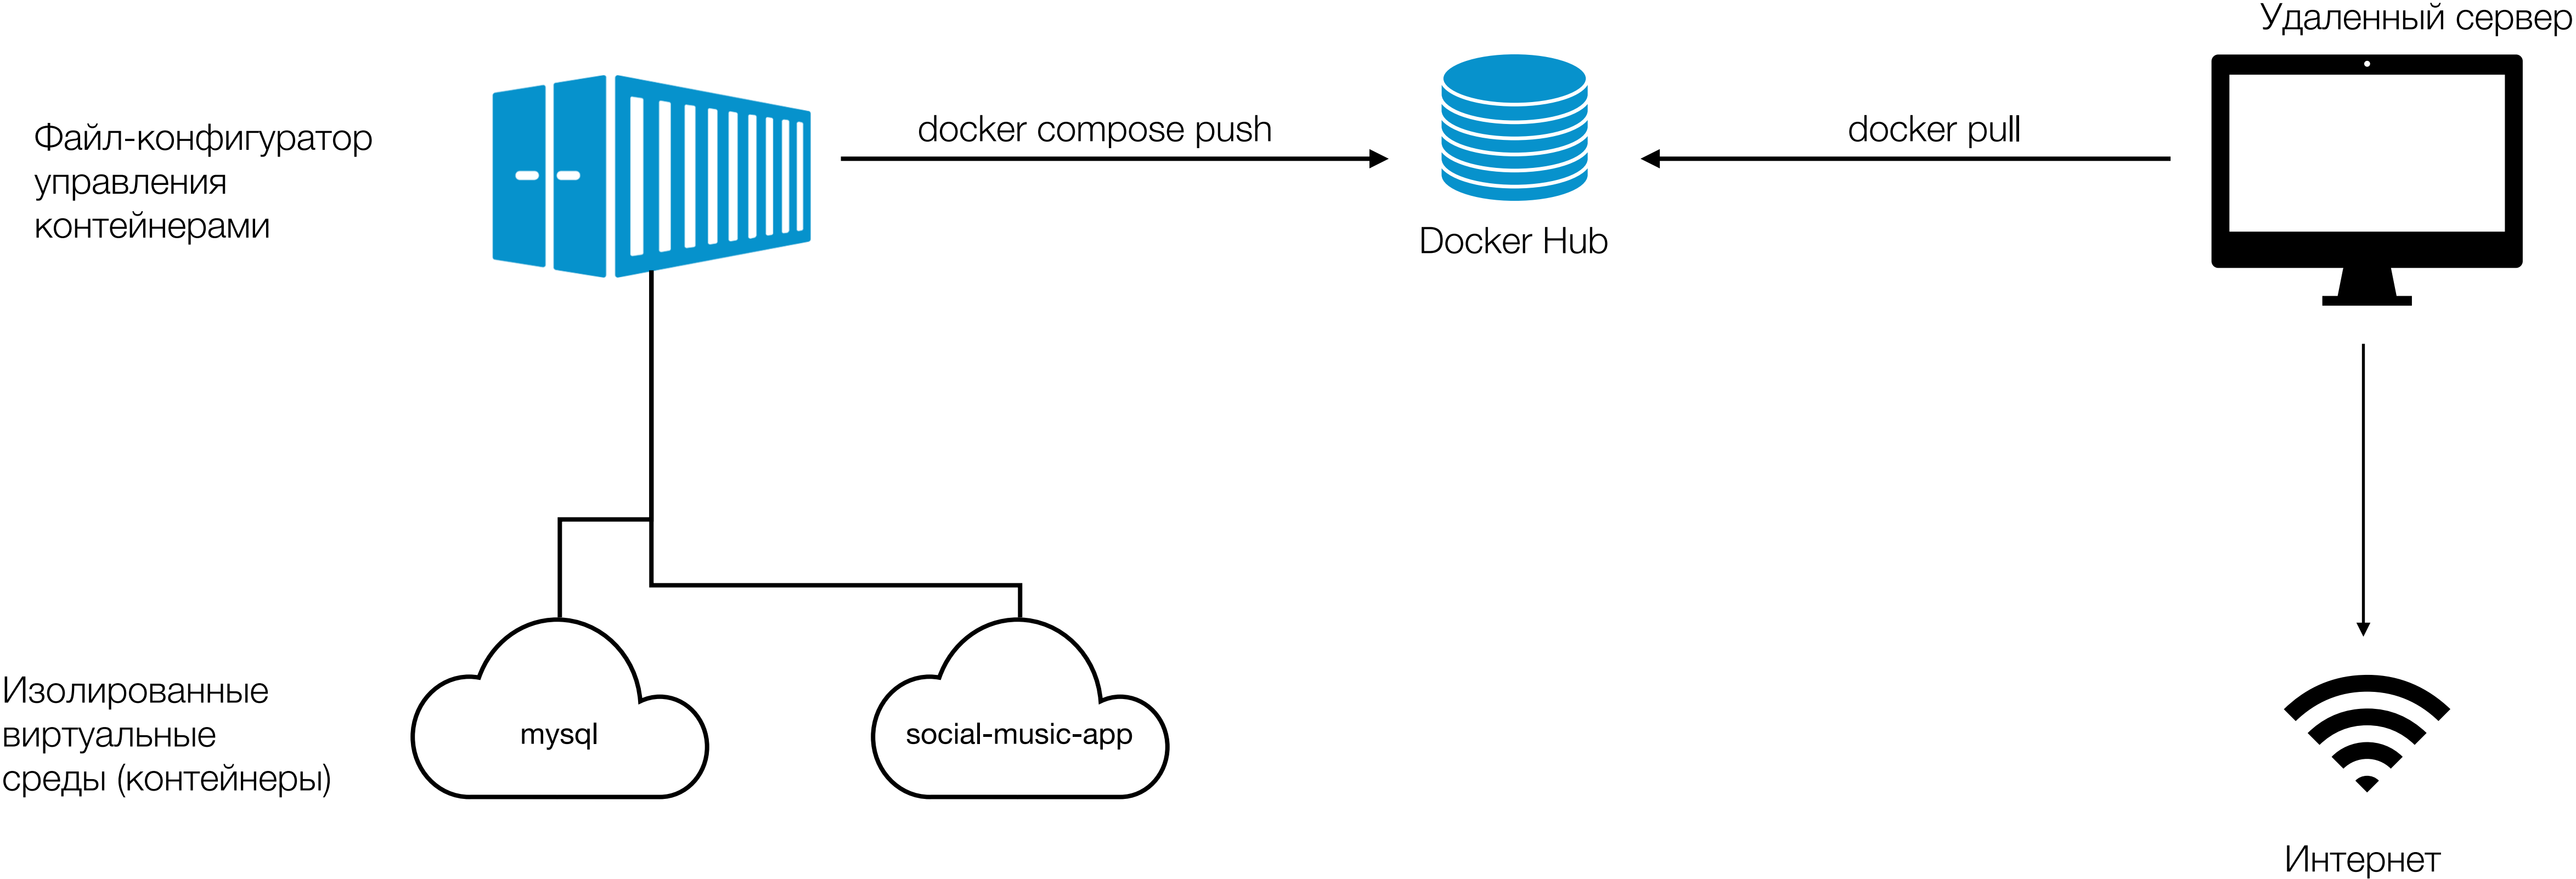 Удаленный сервер
Файл-конфигуратор
управления
контейнерами
docker compose push
docker pull
Docker Hub
Изолированные
виртуальные
среды (контейнеры)
mysql
social-music-app
Интернет